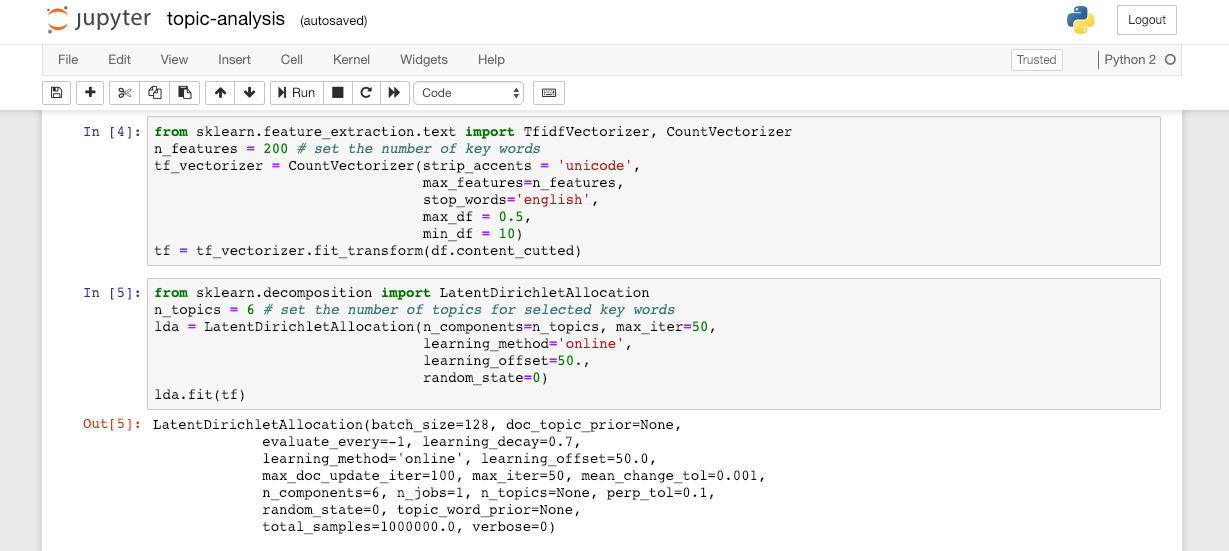 jupyter topic-analysis (autosaved) Logout
File Edit View Insert Cell Kernel Widgets Help Trusted Python 2
Run Code
In [4]: from sklearn.feature_extraction.text import TfidfVectorizer, CountVectorizer
n_features = 200 # set the number of key words
tf_vectorizer = CountVectorizer(strip_accents = 'unicode',
max_features=n_features,
stop_words='english',
max_df = 0.5,
min_df = 10)
tf = tf_vectorizer.fit_transform(df.content_cutted)
In [5]: from sklearn.decomposition import LatentDirichletAllocation
n_topics = 6 # set the number of topics for selected key words
lda = LatentDirichletAllocation(n_components=n_topics, max_iter=50,
learning_method='online',
learning_offset=50.,
random_state=0)
lda.fit(tf)
Out[5]: LatentDirichletAllocation(batch_size=128, doc_topic_prior=None,
evaluate_every=-1, learning_decay=0.7,
learning_method='online', learning_offset=50.0,
max_doc_update_iter=100, max_iter=50, mean_change_tol=0.001,
n_components=6, n_jobs=1, n_topics=None, perp_tol=0.1,
random_state=0, topic_word_prior=None,
total_samples=1000000.0, verbose=0)